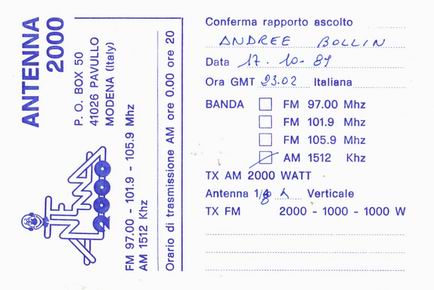 ANTENNA
2000
P. O. BOX 50
41026 PAVULLO
MODENA (Italy)
ANTENNA
2000
FM 97.00 - 101.9 - 105.9 Mhz
AM 1512 Khz
Orario di trasmissione AM ore 0.00 ore 20
Conferma rapporto ascolto
ANDREE BOLLIN
Data 17.10-89
Ora GMT 23.02 Italiana
BANDA FM 97.00 Mhz
FM 101.9 Mhz
FM 105.9 Mhz
AM 1512 Khz
TX AM 2000 WATT
Antenna 1/8 λ Verticale
TX FM 2000 - 1000 - 1000 W